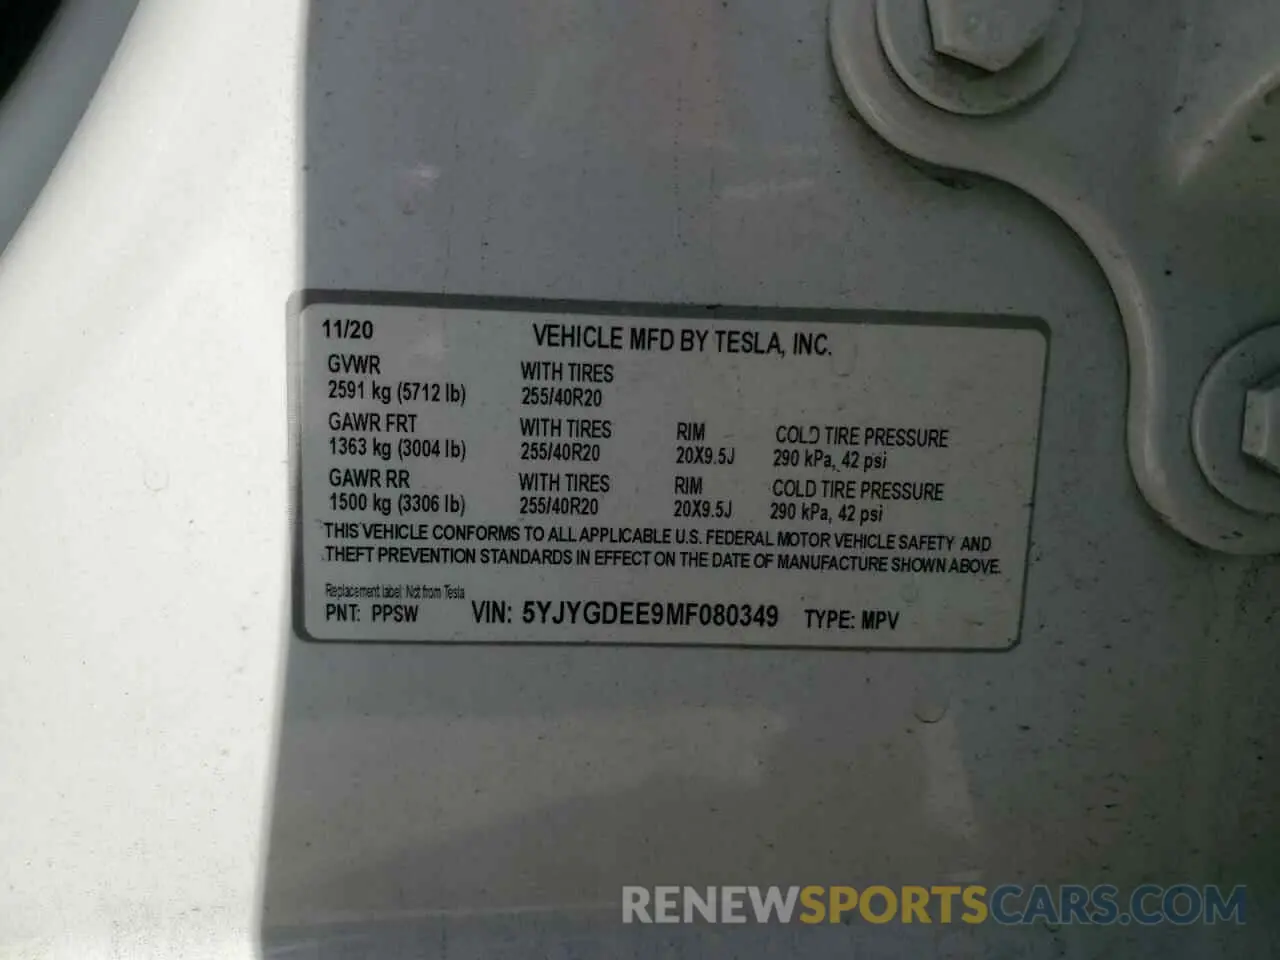 11/20 VEHICLE MFD BY TESLA, INC.
GVWR WITH TIRES
2591 kg (5712 lb) 255/40R20
GAWR FRT WITH TIRES RIM COLD TIRE PRESSURE
1363 kg (3004 lb) 255/40R20 20X9.5J 290 kPa, 42 psi
GAWR RR WITH TIRES RIM COLD TIRE PRESSURE
1500 kg (3306 lb) 255/40R20 20X9.5J 290 kPa, 42 psi
THIS VEHICLE CONFORMS TO ALL APPLICABLE U.S. FEDERAL MOTOR VEHICLE SAFETY AND
THEFT PREVENTION STANDARDS IN EFFECT ON THE DATE OF MANUFACTURE SHOWN ABOVE.
Replacement label Not from Tesla
PNT: PPSW VIN: 5YJYGDEE9MF080349 TYPE: MPV
RENEWSPORTSCARS.COM